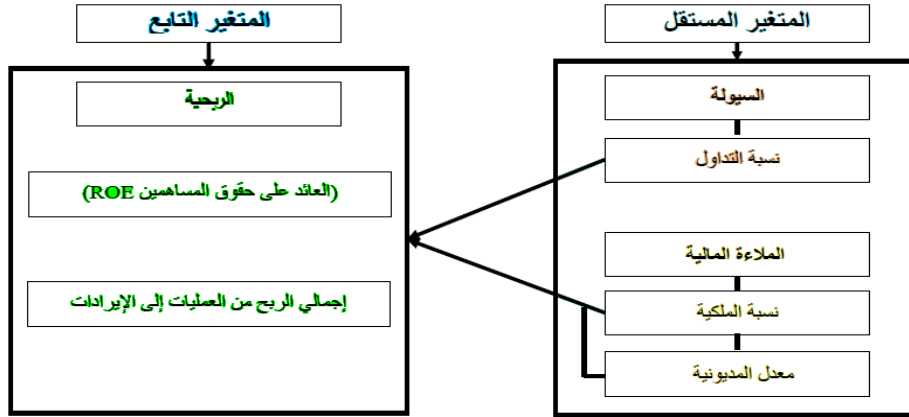 المتغير المستقل
المتغير التابع
السيولة
نسبة التداول
الملاءة المالية
نسبة الملكية
معدل المديونية
الربحية
(العائد على حقوق المساهمين ROE)
إجمالي الربح من العمليات إلى الإيرادات